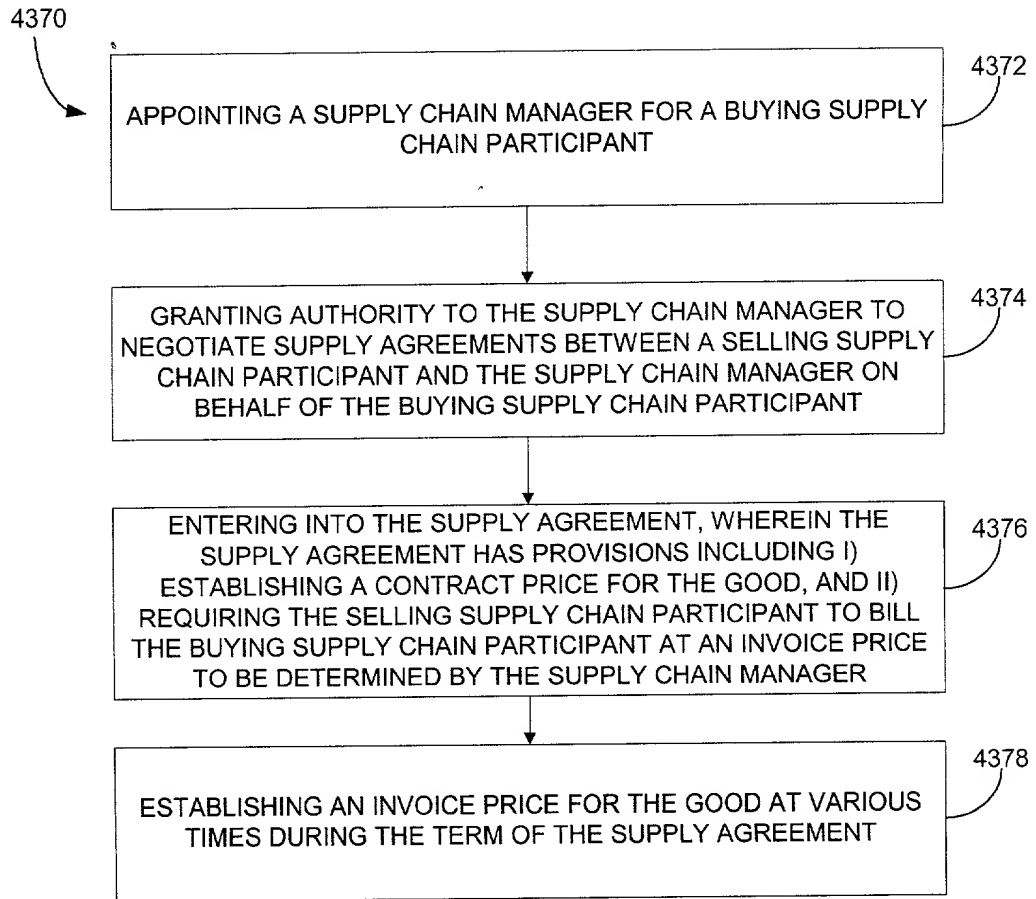 4370
4372
APPOINTING A SUPPLY CHAIN MANAGER FOR A BUYING SUPPLY
CHAIN PARTICIPANT
4374
GRANTING AUTHORITY TO THE SUPPLY CHAIN MANAGER TO
NEGOTIATE SUPPLY AGREEMENTS BETWEEN A SELLING SUPPLY
CHAIN PARTICIPANT AND THE SUPPLY CHAIN MANAGER ON
BEHALF OF THE BUYING SUPPLY CHAIN PARTICIPANT
4376
ENTERING INTO THE SUPPLY AGREEMENT, WHEREIN THE
SUPPLY AGREEMENT HAS PROVISIONS INCLUDING I)
ESTABLISHING A CONTRACT PRICE FOR THE GOOD, AND II)
REQUIRING THE SELLING SUPPLY CHAIN PARTICIPANT TO BILL
THE BUYING SUPPLY CHAIN PARTICIPANT AT AN INVOICE PRICE
TO BE DETERMINED BY THE SUPPLY CHAIN MANAGER
4378
ESTABLISHING AN INVOICE PRICE FOR THE GOOD AT VARIOUS
TIMES DURING THE TERM OF THE SUPPLY AGREEMENT